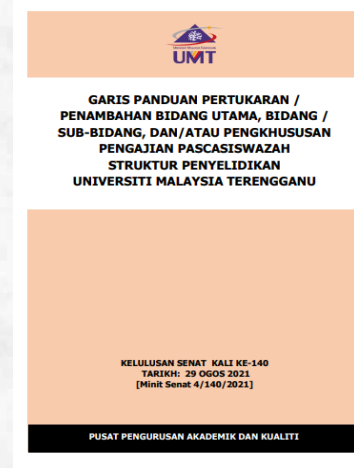 UMT
GARIS PANDUAN PERTUKARAN /
PENAMBAHAN BIDANG UTAMA, BIDANG /
SUB-BIDANG, DAN/ATAU PENGKHUSUSAN
PENGAJIAN PASCASISWAZAH
STRUKTUR PENYELIDIKAN
UNIVERSITI MALAYSIA TERENGGANU
KELULUSAN SENAT KALI KE-140
TARIKH: 29 OGOS 2021
[Minit Senat 4/140/2021]
PUSAT PENGURUSAN AKADEMIK DAN KUALITI